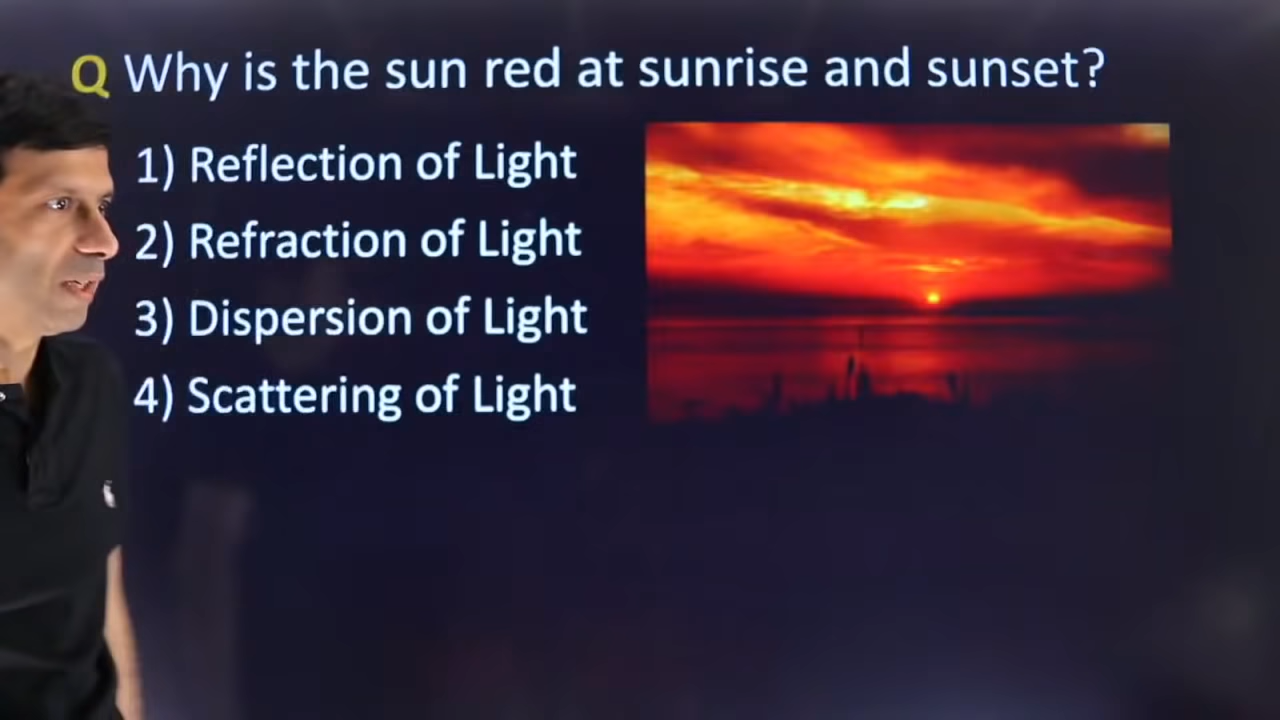 Q Why is the sun red at sunrise and sunset?
1) Reflection of Light
2) Refraction of Light
3) Dispersion of Light
4) Scattering of Light